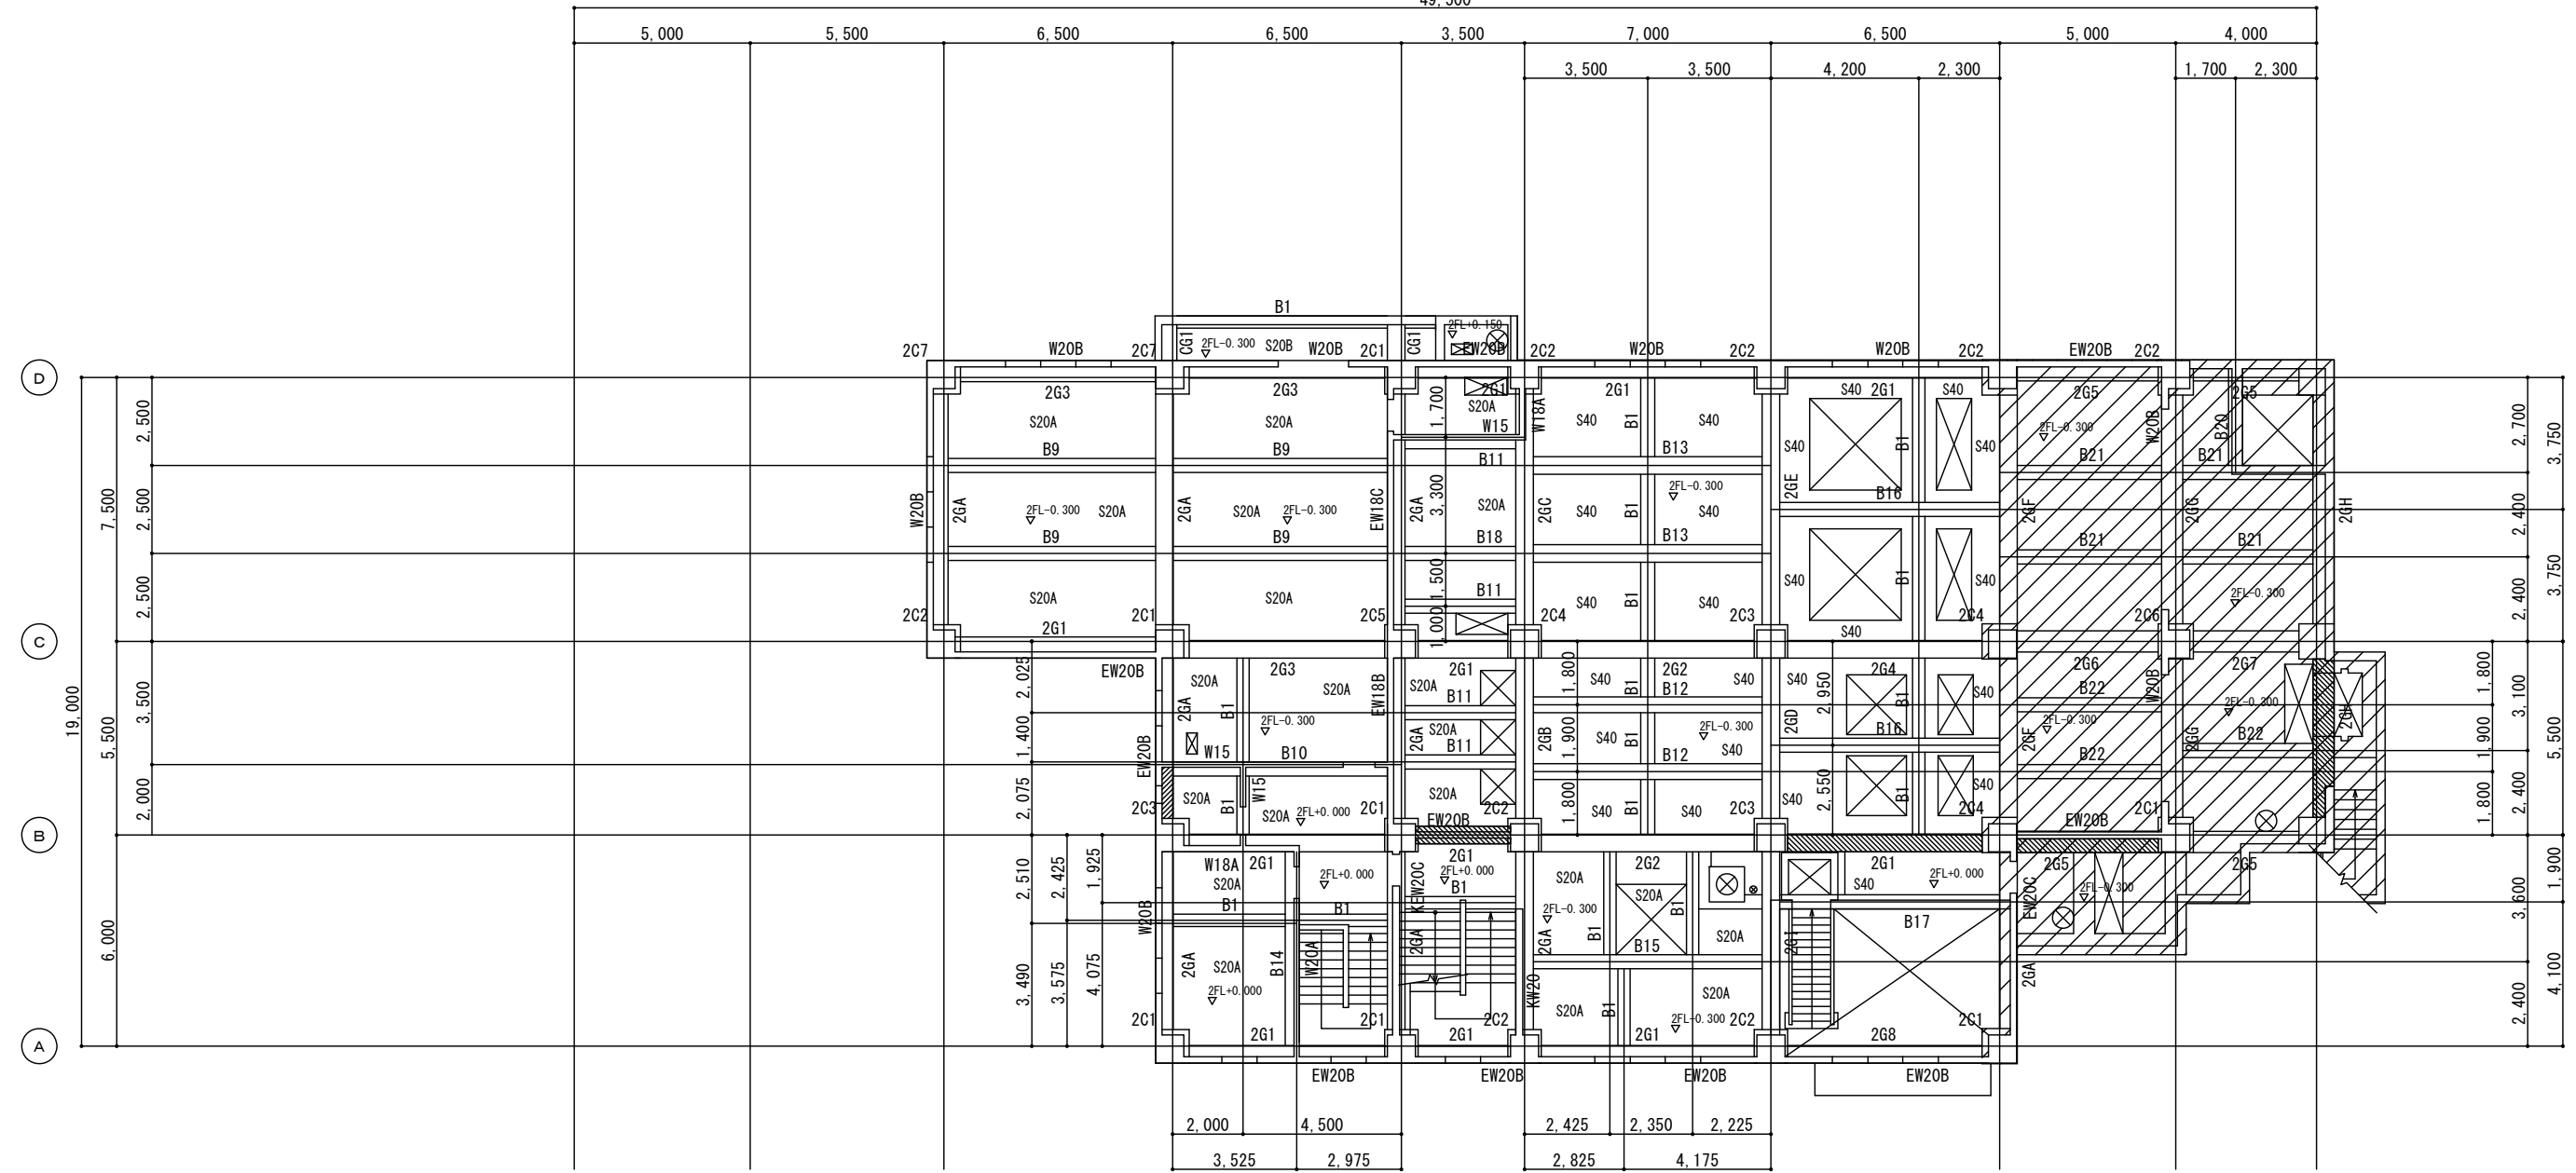 49,500
5,000 5,500 6,500 6,500 3,500 7,000 6,500 5,000 4,000
3,500 3,500 4,200 2,300 1,700 2,300
B1
CG1 2FL-0.300 S20B W20B CG1 2FL+0.150
2C7 W20B 2C7 2C1 EW20B 2C2 W20B 2C2 W20B 2C2 EW20B 2C2
D
2G3 2G3 2G1 2G1 S40 2G1 S40 2G5 2G5
S20A S20A 1,700 S20A W18A S40 B1 S40 S40 B1 S40 2FL-0.300 W20B B20
W15
B9 B9 B11 B13 B21 B21
2,500 2,700 3,750
7,500 2,500 W20B 2GA 2FL-0.300 S20A 2GA S20A 2FL-0.300 EW18C 2GA 3,300 S20A 2GC S40 B1 2FL-0.300 S40 2GE B16 2GF 2GG 2GH 2,400
B9 B9 B18 B13 B21 B21
2,500 S20A S20A 1,500 B11 S40 B1 S40 S40 B1 S40 2FL-0.300 2,400 3,750
2C2 2C1 2C5 1,000 2C4 2C3 2C4 2C6
2G1 S40
C
EW20B 2G3 2G1 2G2 2G4 2G6 2G7
19,000 2,025 S20A S20A S20A 1,800 S40 B1 S40 S40 B1 S40 W20B 1,800
B11 B12 B22
3,500 2GA B1 2FL-0.300 EW18B 2,950 2FL-0.300 3,100
5,500 1,400 EW20B W15 B10 2GA S20A B11 2GB 1,900 S40 B1 2FL-0.300 S40 2GD B16 2GF 2FL-0.300 2GG B22 2GH 1,900 5,500
B12 B22
2,000 2,075 S20A B1 W15 S20A 2FL+0.000 S20A 1,800 S40 B1 S40 S40 2,550 B1 S40 1,800 2,400
2C3 2C1 2C2 2C3 2C4 2C1
EW20B EW20B
B
W18A 2G1 2G1 2G2 2G1 2G5 2G5
S20A 2FL+0.000 2FL+0.000 S20A S20A S40 2FL+0.000 2FL-0.300
2,510 2,425 1,925 B1 B1 B1 KEW20C B1 EW20C 3,600 1,900
6,000 W20B 2FL-0.300 B17
2GA S20A B14 W20A 2GA 2GA B1 B15 S20A 2GI 2GA
3,490 3,575 4,075 2FL+0.000 KW20 S20A B1 S20A 2,400 4,100
2C1 2C1 2C2 2FL-0.300 2C2 2C1
2G1 2G1 2G1 2G8
A
EW20B EW20B EW20B EW20B
2,000 4,500 2,425 2,350 2,225
3,525 2,975 2,825 4,175